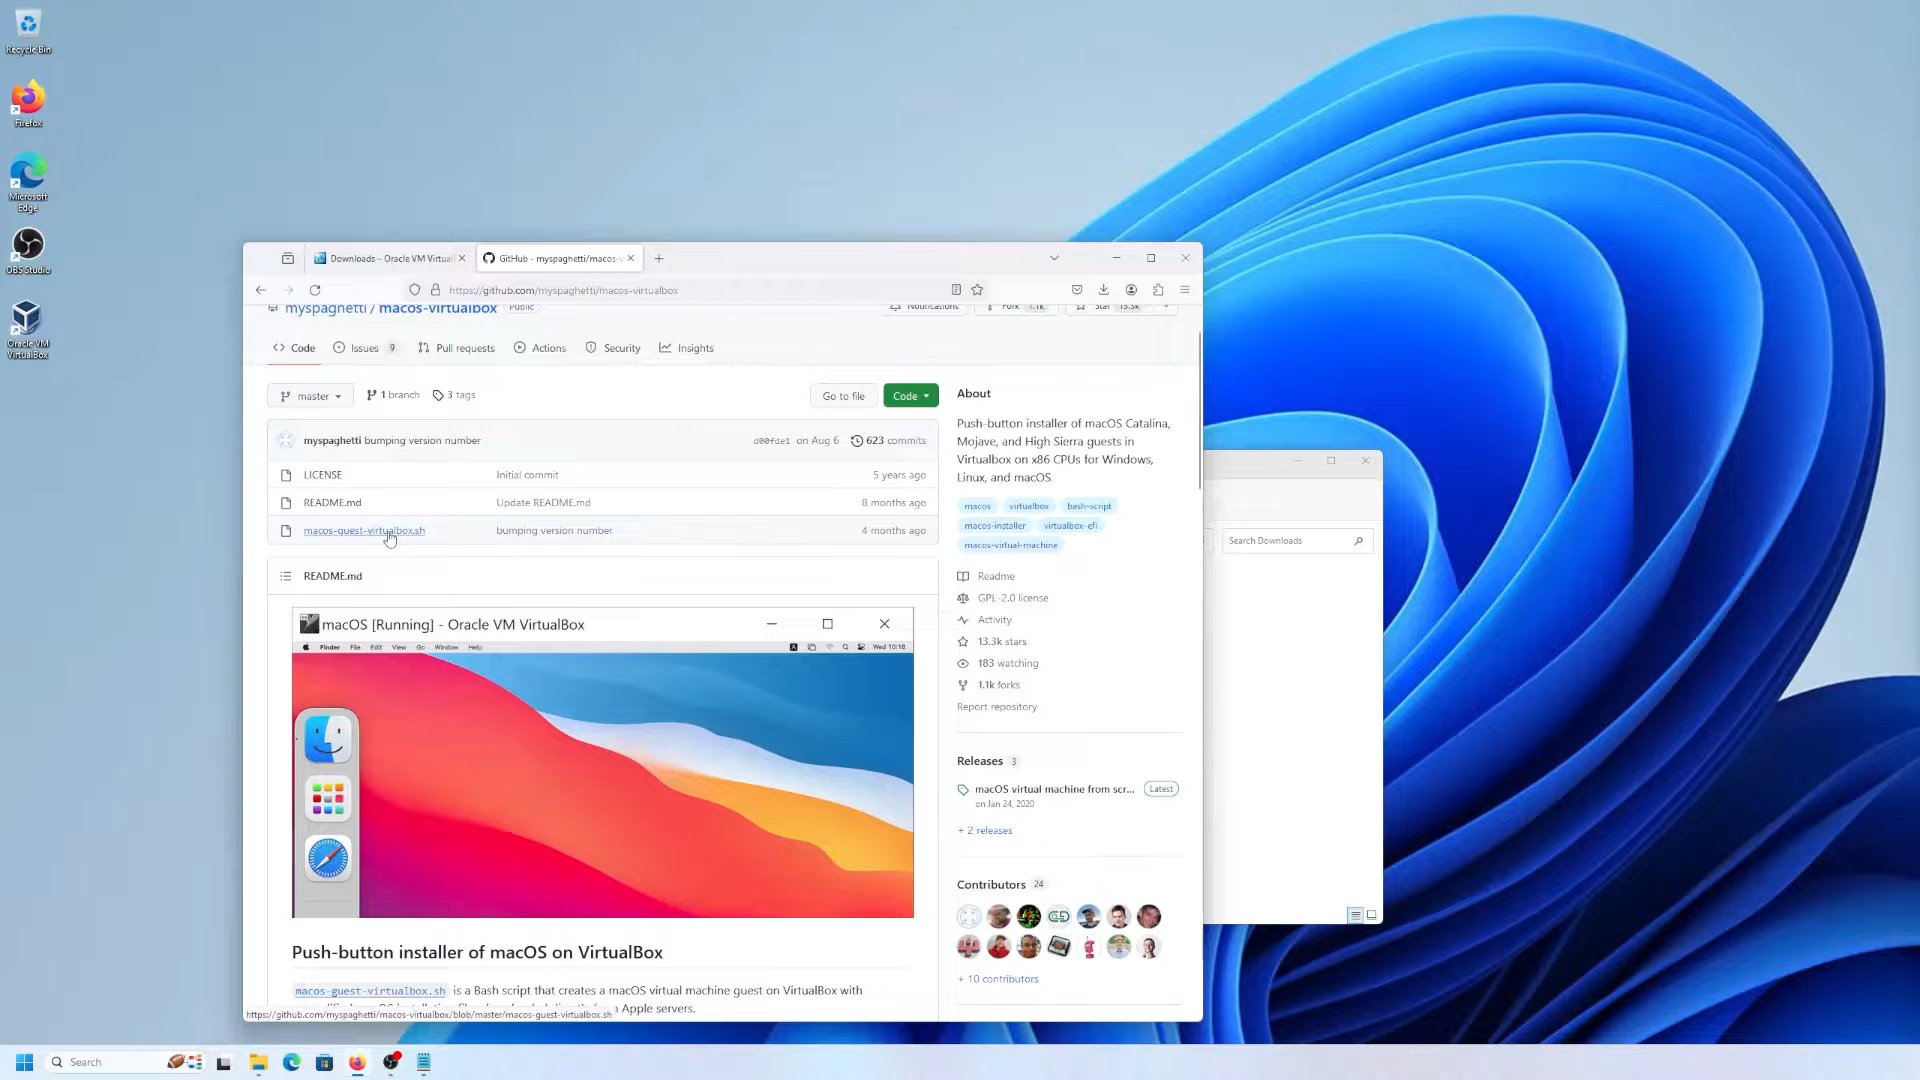 Recycle Bin
Firefox
Microsoft
Edge
OBS Studio
Oracle VM
VirtualBox
Downloads – Oracle VM Virtual
GitHub - myspaghetti/macos-v
https://github.com/myspaghetti/macos-virtualbox
myspaghetti / macos-virtualbox
Public
Notifications
Fork 1.1k
Star 13.3k
Code
Issues 9
Pull requests
Actions
Security
Insights
master
1 branch
3 tags
Go to file
Code
myspaghetti bumping version number
d00fde1 on Aug 6
623 commits
LICENSE Initial commit 5 years ago
README.md Update README.md 8 months ago
macos-guest-virtualbox.sh bumping version number 4 months ago
README.md
macOS [Running] - Oracle VM VirtualBox
Finder File Edit View Go Window Help
A
Wed 10:18
Push-button installer of macOS on VirtualBox
macos-guest-virtualbox.sh is a Bash script that creates a macOS virtual machine guest on VirtualBox with
Apple servers.
https://github.com/myspaghetti/macos-virtualbox/blob/master/macos-guest-virtualbox.sh
About
Push-button installer of macOS Catalina,
Mojave, and High Sierra guests in
Virtualbox on x86 CPUs for Windows,
Linux, and macOS
macos virtualbox bash-script
macos-installer virtualbox-efi
macos-virtual-machine
Readme
GPL-2.0 license
Activity
13.3k stars
183 watching
1.1k forks
Report repository
Releases 3
macOS virtual machine from scr...
Latest
on Jan 24, 2020
+ 2 releases
Contributors 24
+ 10 contributors
Search Downloads
Search